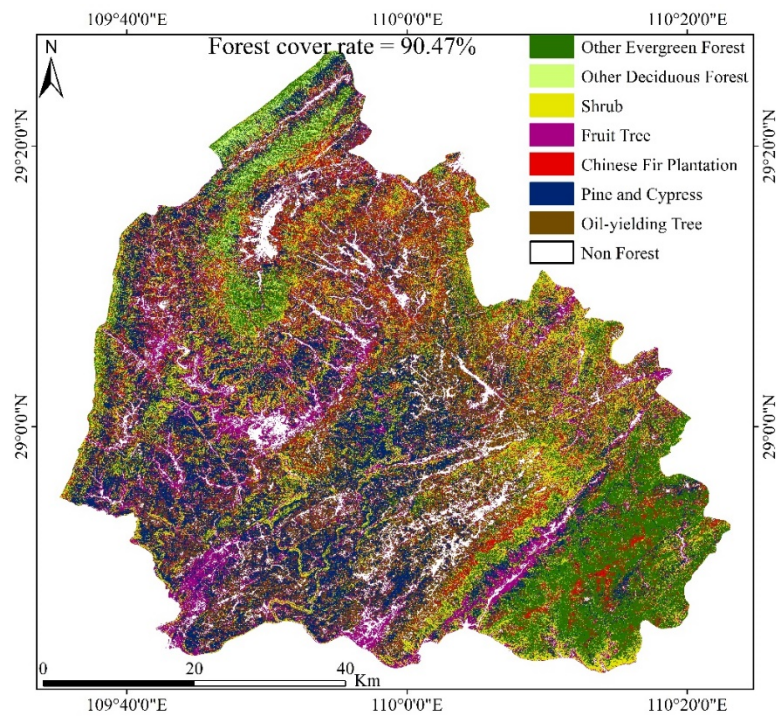 109°40'0"E 110°0'0"E 110°20'0"E
N
Forest cover rate = 90.47%
Other Evergreen Forest
Other Deciduous Forest
Shrub
Fruit Tree
Chinese Fir Plantation
Pine and Cypress
Oil-yielding Tree
Non Forest
29°20'0"N 29°20'0"N
29°0'0"N 29°0'0"N
0 20 40
Km
109°40'0"E 110°0'0"E 110°20'0"E